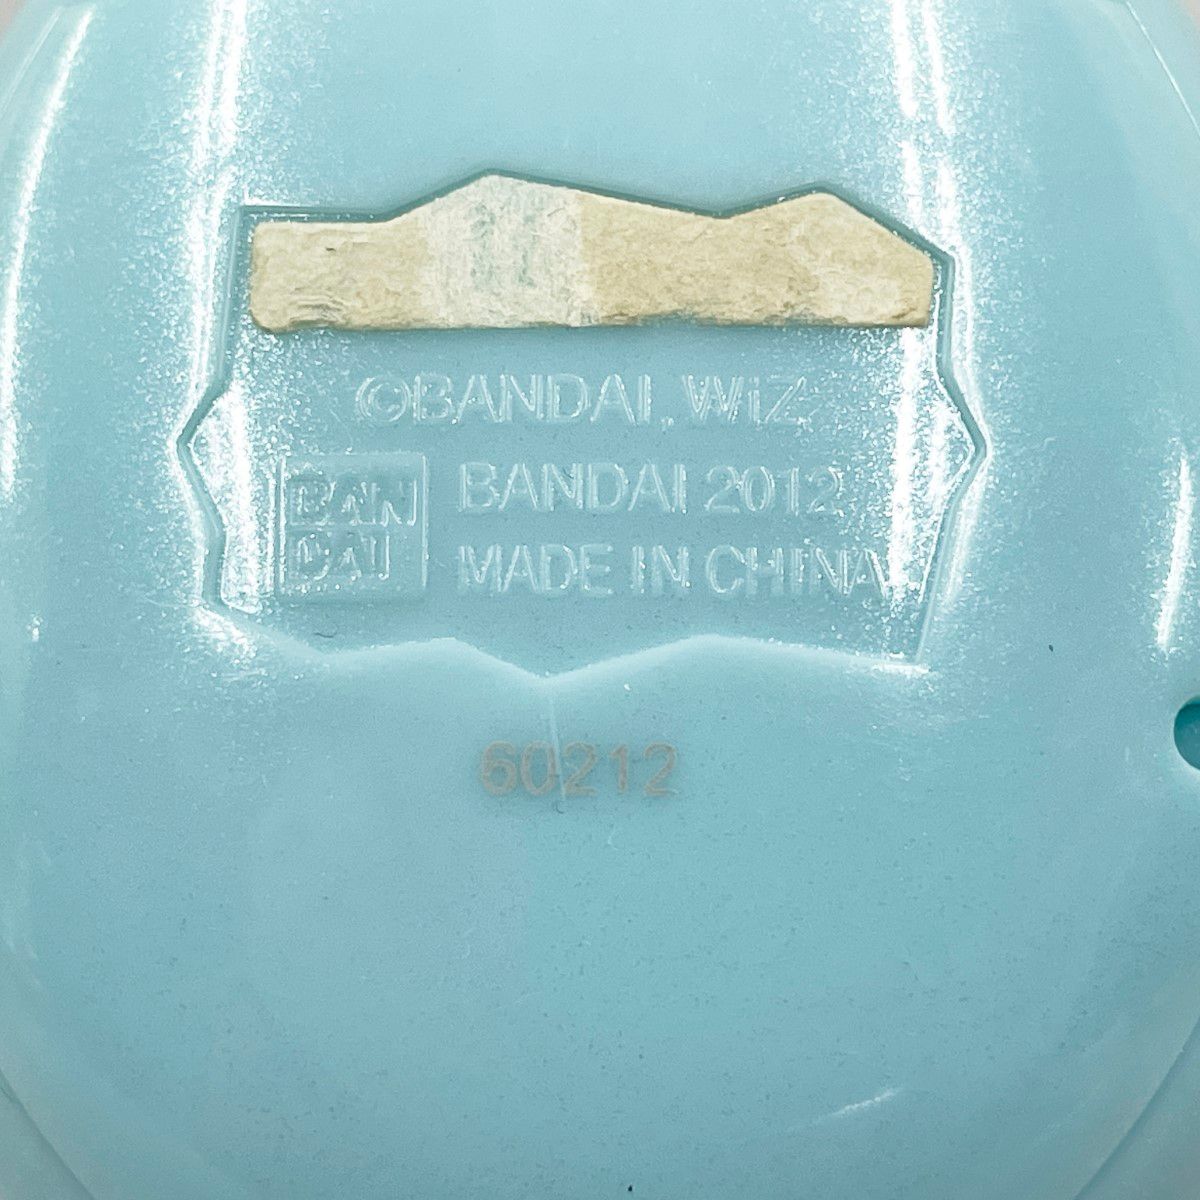 ©BANDAI, WiZ
BAN
DAI
BANDAI 2012
MADE IN CHINA
60212